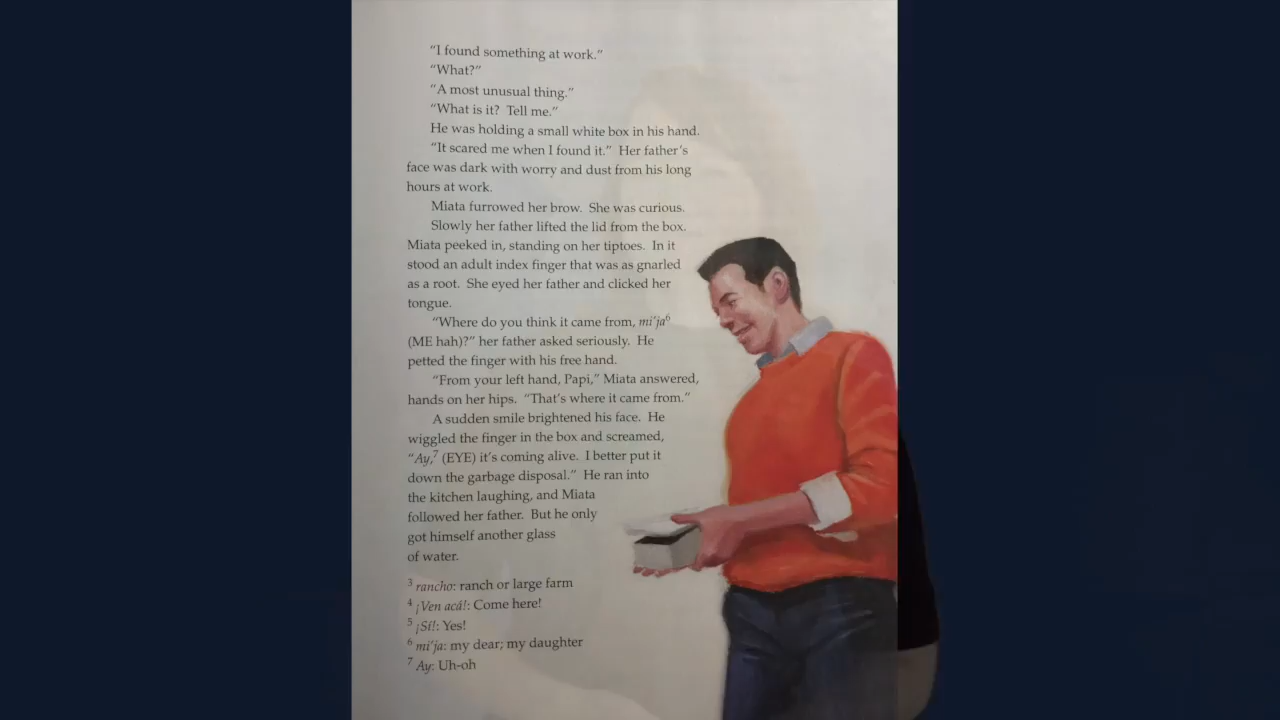 "I found something at work."
"What?"
"A most unusual thing."
"What is it? Tell me."
He was holding a small white box in his hand.
"It scared me when I found it." Her father's
face was dark with worry and dust from his long
hours at work.
Miata furrowed her brow. She was curious.
Slowly her father lifted the lid from the box.
Miata peeked in, standing on her tiptoes. In it
stood an adult index finger that was as gnarled
as a root. She eyed her father and clicked her
tongue.
"Where do you think it came from, mi'ja⁶
(ME hah)?" her father asked seriously. He
petted the finger with his free hand.
"From your left hand, Papi," Miata answered,
hands on her hips. "That's where it came from."
A sudden smile brightened his face. He
wiggled the finger in the box and screamed,
"Ay,⁷ (EYE) it's coming alive. I better put it
down the garbage disposal." He ran into
the kitchen laughing, and Miata
followed her father. But he only
got himself another glass
of water.
³ rancho: ranch or large farm
⁴ ¡Ven acá!: Come here!
⁵ ¡Sí!: Yes!
⁶ mi'ja: my dear; my daughter
⁷ Ay: Uh-oh